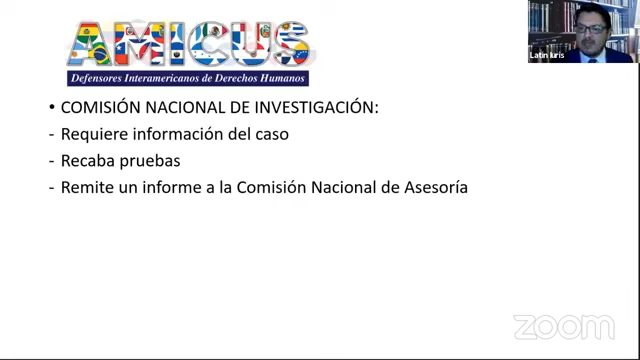 AMICUS
Defensores Interamericanos de Derechos Humanos
Latin Iuris
• COMISIÓN NACIONAL DE INVESTIGACIÓN:
- Requiere información del caso
- Recaba pruebas
- Remite un informe a la Comisión Nacional de Asesoría
zoom